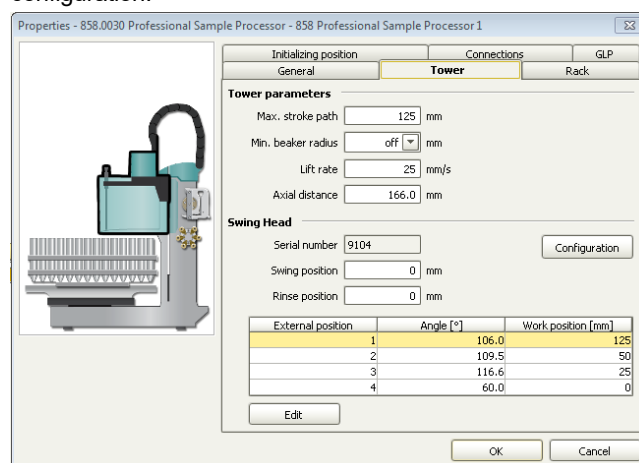 Properties - 858.0030 Professional Sample Processor - 858 Professional Sample Processor 1
Initializing position Connections GLP
General Tower Rack
Tower parameters
Max. stroke path 125 mm
Min. beaker radius off mm
Lift rate 25 mm/s
Axial distance 166.0 mm
Swing Head
Serial number 9104 Configuration
Swing position 0 mm
Rinse position 0 mm
External position Angle [°] Work position [mm]
1 106.0 125
2 109.5 50
3 116.6 25
4 60.0 0
Edit
OK Cancel